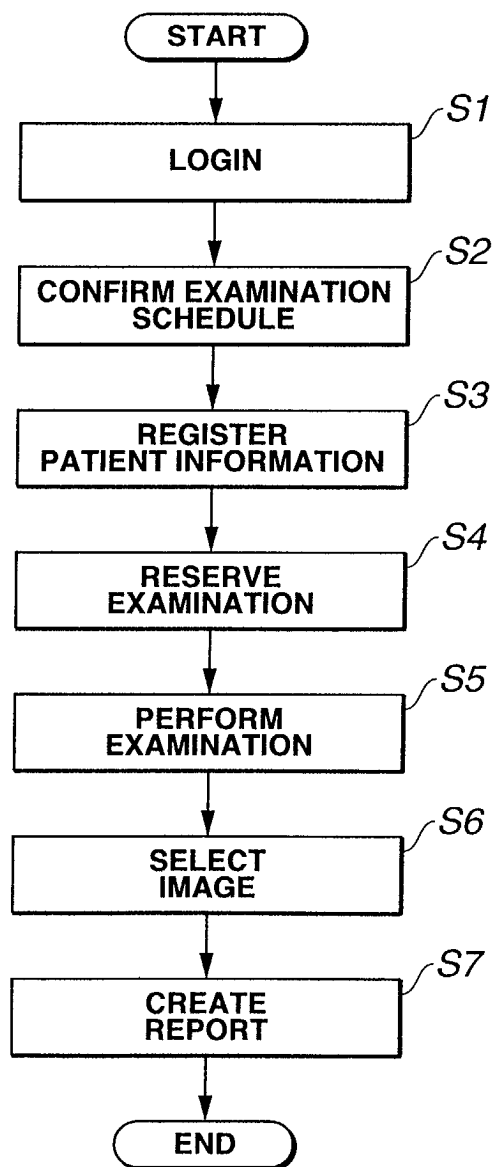 START
S1
LOGIN
S2
CONFIRM EXAMINATION
SCHEDULE
S3
REGISTER
PATIENT INFORMATION
S4
RESERVE
EXAMINATION
S5
PERFORM
EXAMINATION
S6
SELECT
IMAGE
S7
CREATE
REPORT
END